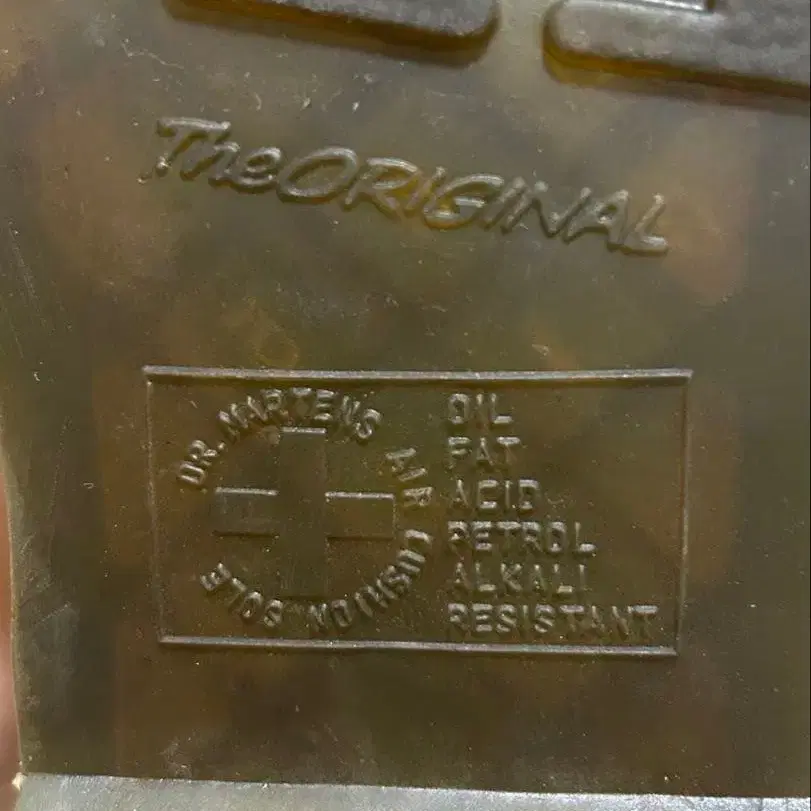 TheORIGINAL
DR. MARTENS AIR CUSHION SOLE
OIL
FAT
ACID
PETROL
ALKALI
RESISTANT